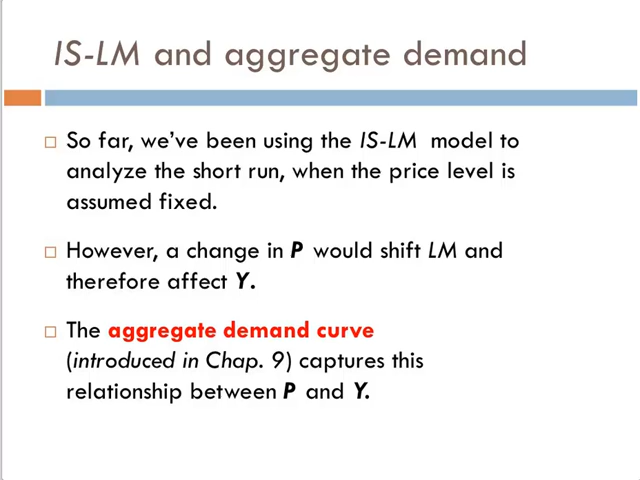 IS-LM and aggregate demand
So far, we've been using the IS-LM model to
analyze the short run, when the price level is
assumed fixed.
However, a change in P would shift LM and
therefore affect Y.
The aggregate demand curve
(introduced in Chap. 9) captures this
relationship between P and Y.